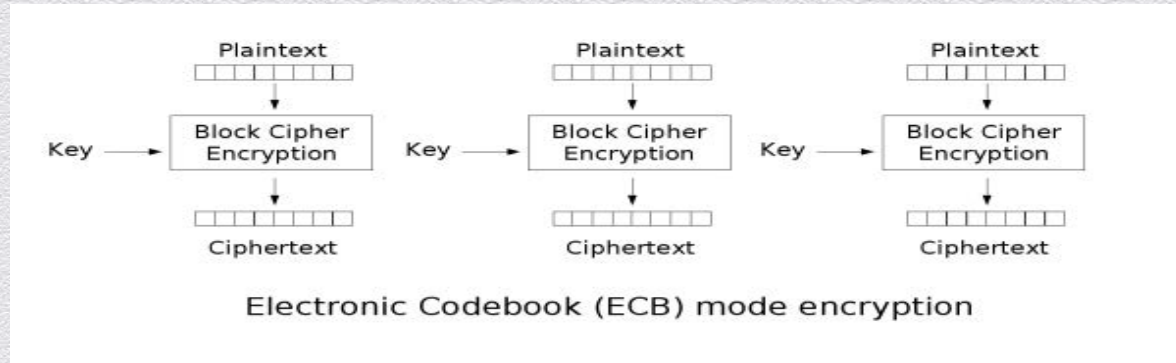 Plaintext
Plaintext
Plaintext
Key
Block Cipher
Encryption
Key
Block Cipher
Encryption
Key
Block Cipher
Encryption
Ciphertext
Ciphertext
Ciphertext
Electronic Codebook (ECB) mode encryption